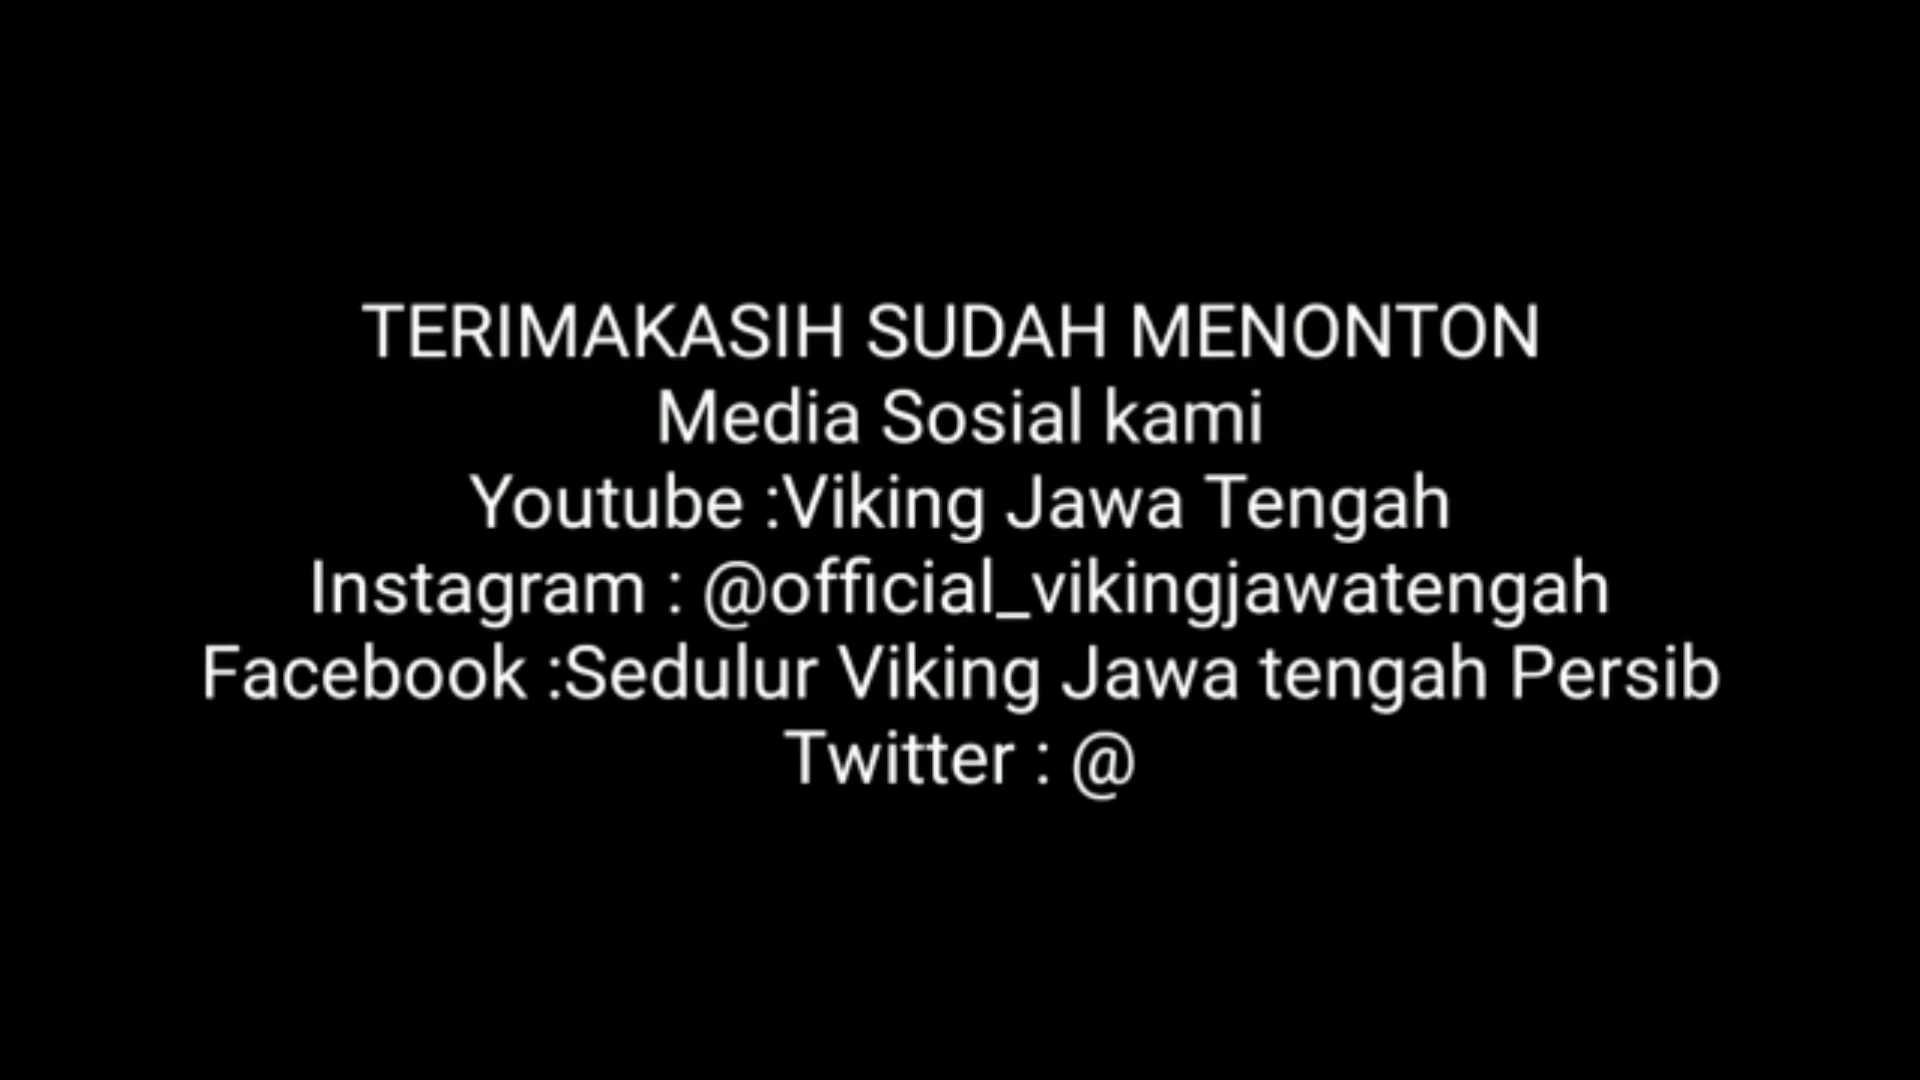 TERIMAKASIH SUDAH MENONTON
Media Sosial kami
Youtube :Viking Jawa Tengah
Instagram : @official_vikingjawatengah
Facebook :Sedulur Viking Jawa tengah Persib
Twitter : @